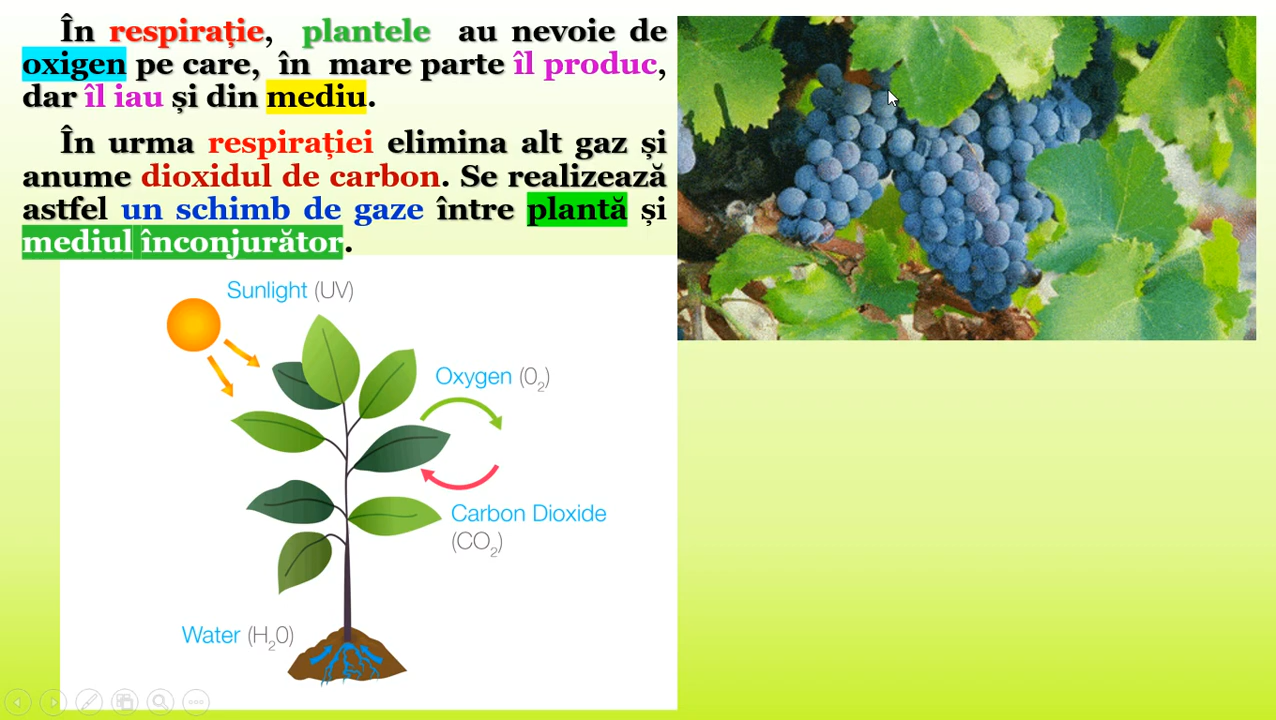 În respirație, plantele au nevoie de
oxigen pe care, în mare parte îl produc,
dar îl iau și din mediu.
În urma respirației elimina alt gaz și
anume dioxidul de carbon. Se realizează
astfel un schimb de gaze între plantă și
mediul înconjurător.
Sunlight (UV)
Oxygen (0₂)
Carbon Dioxide
(CO₂)
Water (H₂0)